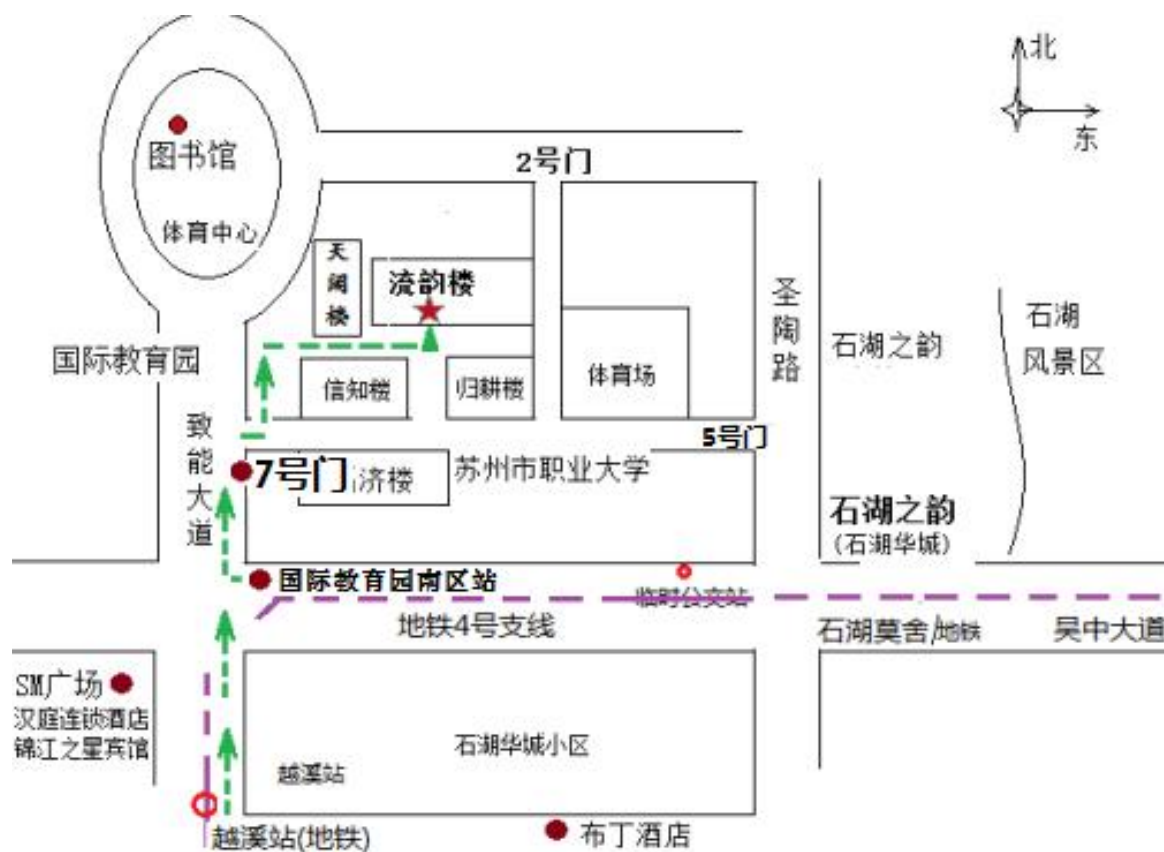 北
东
图书馆
体育中心
2号门
天阔楼
流韵楼
圣陶路
石湖之韵
石湖
风景区
国际教育园
信知楼
归耕楼
体育场
致能大道
5号门
7号门
济楼
苏州市职业大学
石湖之韵
(石湖华城)
国际教育园南区站
临时公交站
地铁4号支线
石湖莫舍/地铁
吴中大道
SM广场
汉庭连锁酒店
锦江之星宾馆
石湖华城小区
越溪站
越溪站(地铁)
布丁酒店